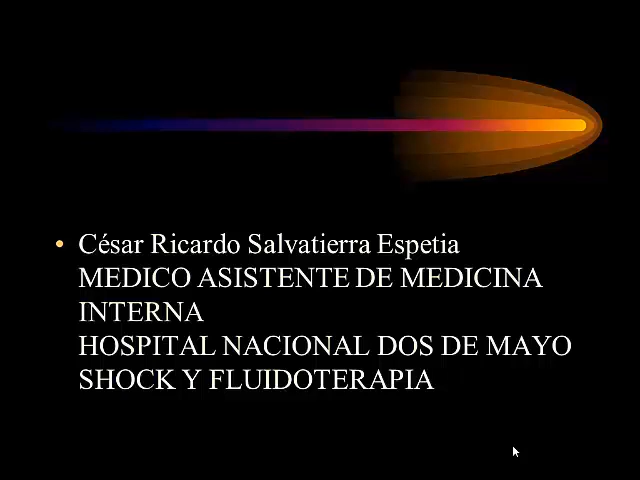 • César Ricardo Salvatierra Espetia
MEDICO ASISTENTE DE MEDICINA
INTERNA
HOSPITAL NACIONAL DOS DE MAYO
SHOCK Y FLUIDOTERAPIA